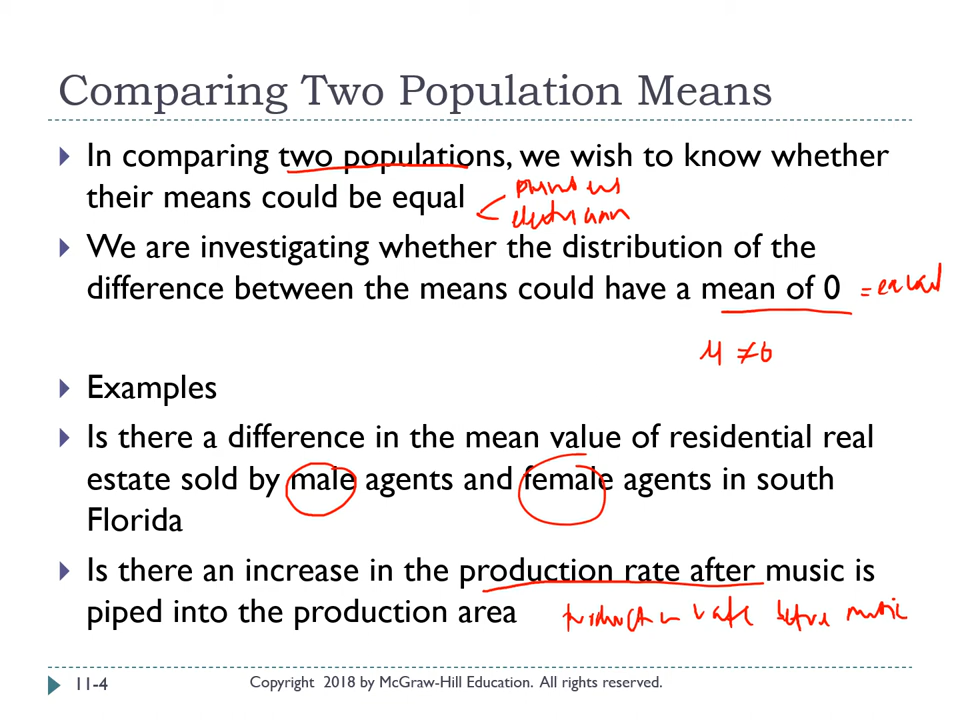 Comparing Two Population Means
In comparing two populations, we wish to know whether
their means could be equal
We are investigating whether the distribution of the
difference between the means could have a mean of 0 = equal
μ ≠ 0
Examples
Is there a difference in the mean value of residential real
estate sold by male agents and female agents in south
Florida
Is there an increase in the production rate after music is
piped into the production area
production rate before music
11-4 Copyright 2018 by McGraw-Hill Education. All rights reserved.